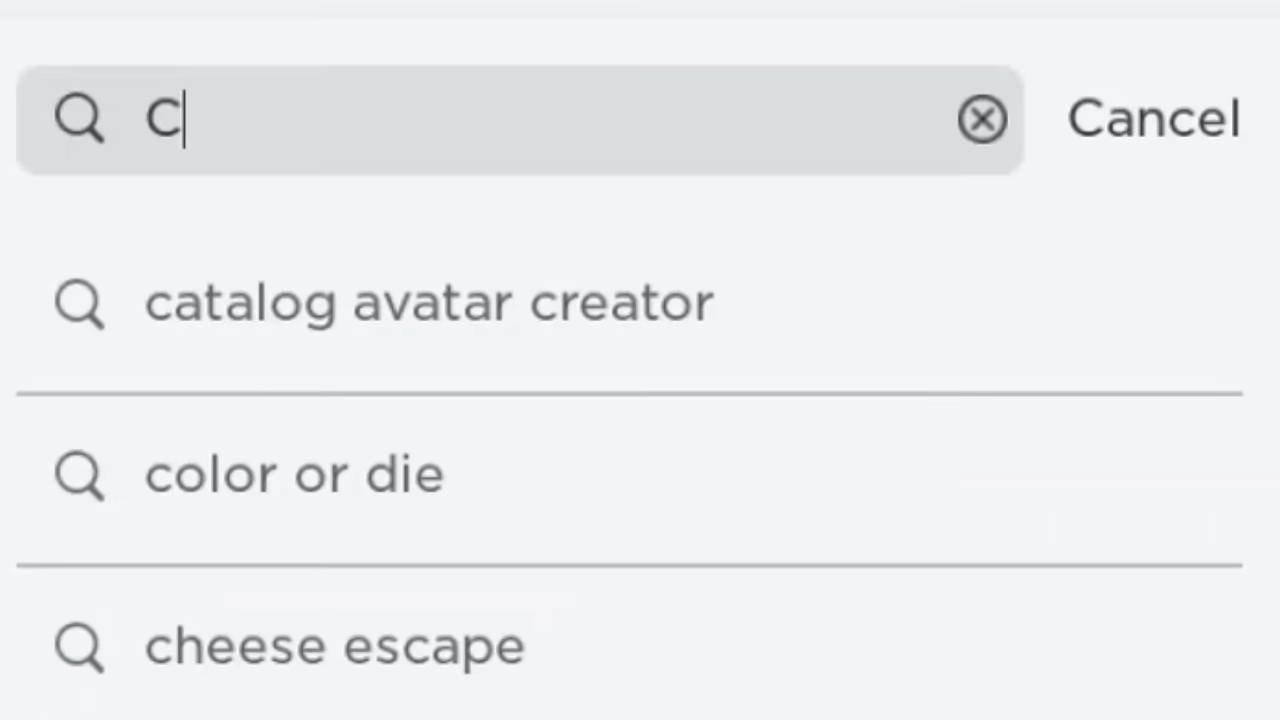 C
Cancel
catalog avatar creator
color or die
cheese escape